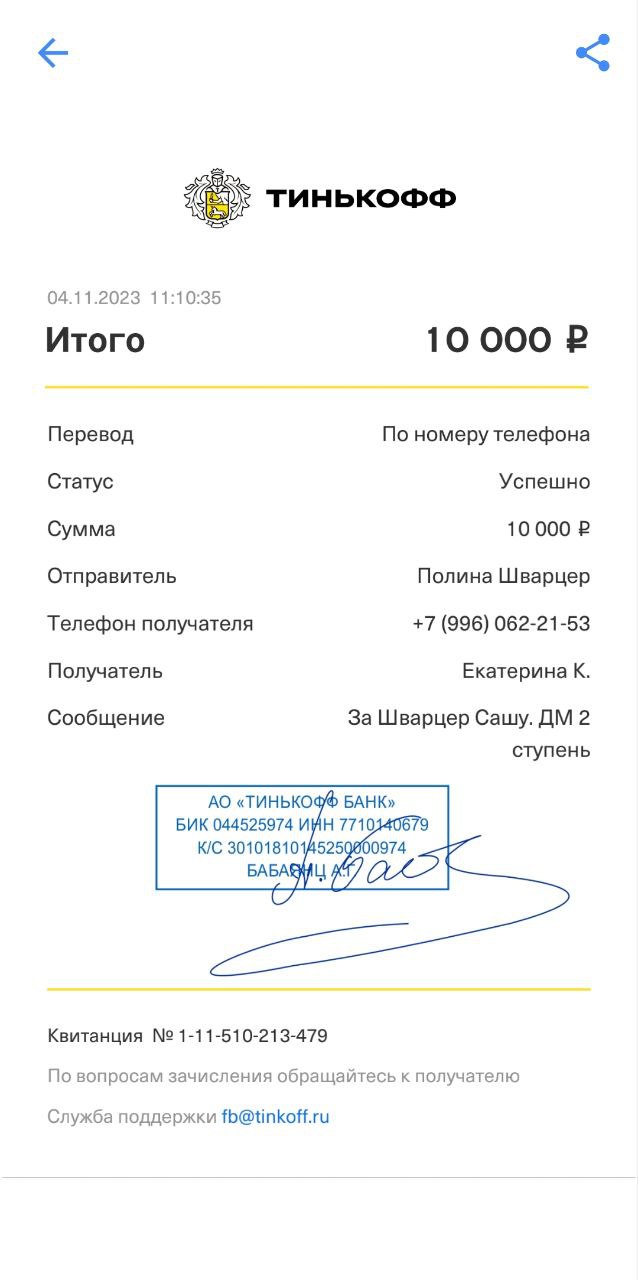 ТИНЬКОФФ
04.11.2023 11:10:35
Итого 10 000 ₽
Перевод По номеру телефона
Статус Успешно
Сумма 10 000 ₽
Отправитель Полина Шварцер
Телефон получателя +7 (996) 062-21-53
Получатель Екатерина К.
Сообщение За Шварцер Сашу. ДМ 2
ступень
АО «ТИНЬКОФФ БАНК»
БИК 044525974 ИНН 7710140679
К/С 30101810145250000974
А.Г
Квитанция № 1-11-510-213-479
По вопросам зачисления обращайтесь к получателю
Служба поддержки fb@tinkoff.ru